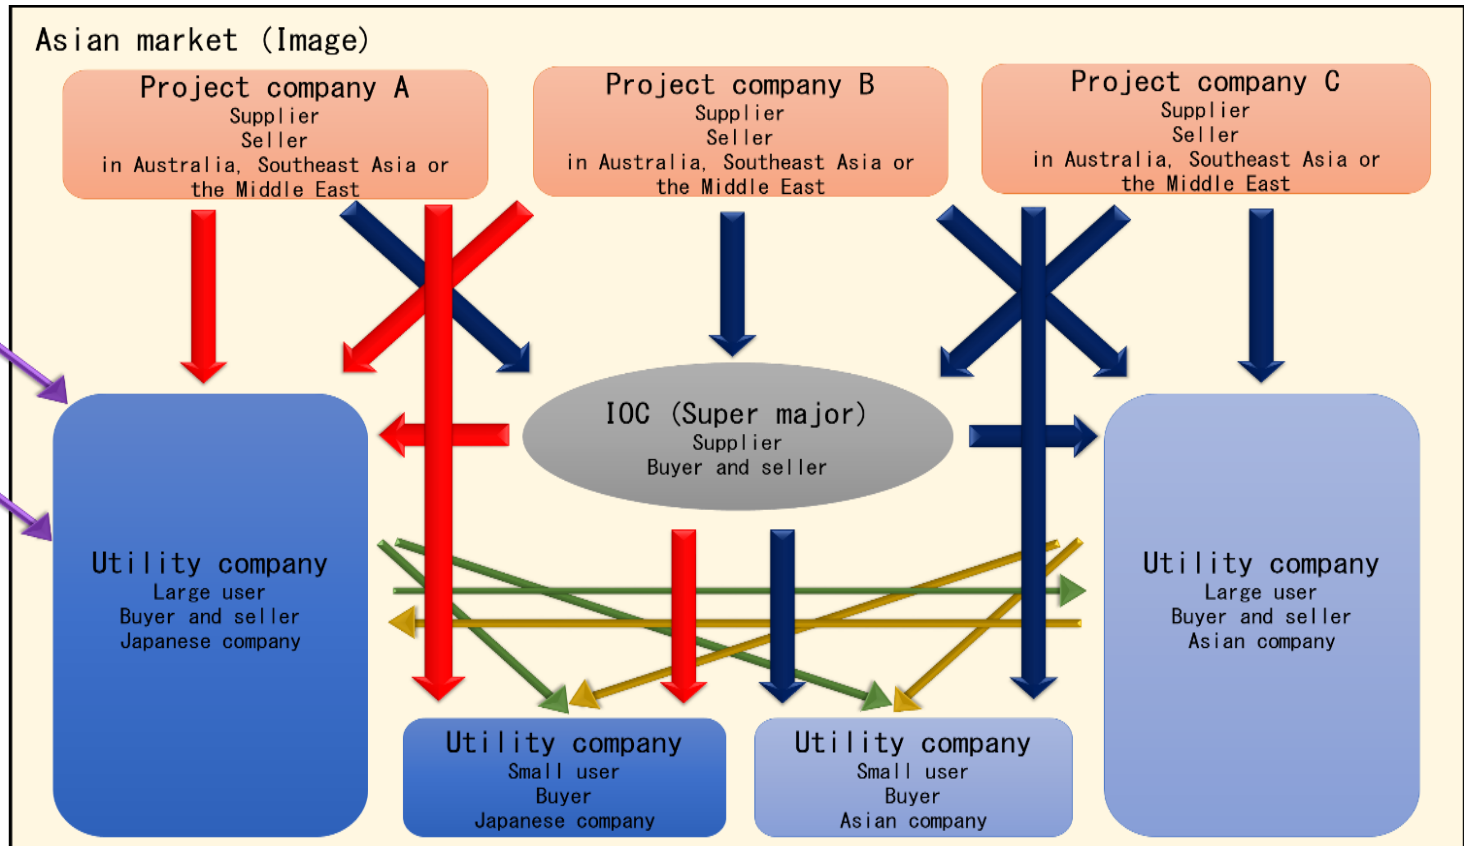 Asian market (Image)
Project company A
Supplier
Seller
in Australia, Southeast Asia or
the Middle East
Project company B
Supplier
Seller
in Australia, Southeast Asia or
the Middle East
Project company C
Supplier
Seller
in Australia, Southeast Asia or
the Middle East
IOC (Super major)
Supplier
Buyer and seller
Utility company
Large user
Buyer and seller
Japanese company
Utility company
Large user
Buyer and seller
Asian company
Utility company
Small user
Buyer
Japanese company
Utility company
Small user
Buyer
Asian company